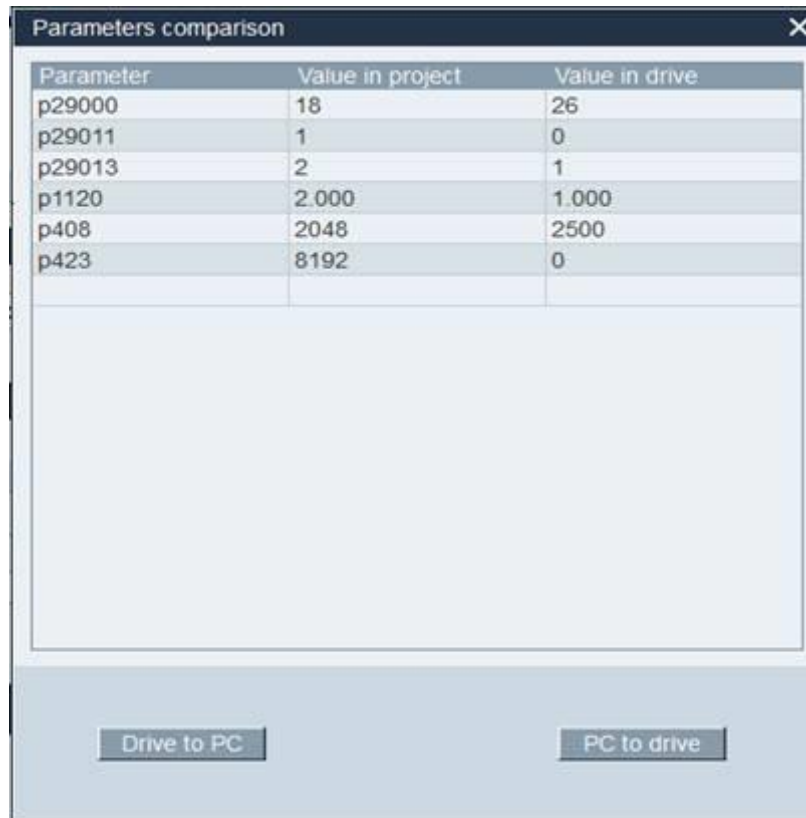 Parameters comparison
Parameter Value in project Value in drive
p29000 18 26
p29011 1 0
p29013 2 1
p1120 2.000 1.000
p408 2048 2500
p423 8192 0
Drive to PC PC to drive